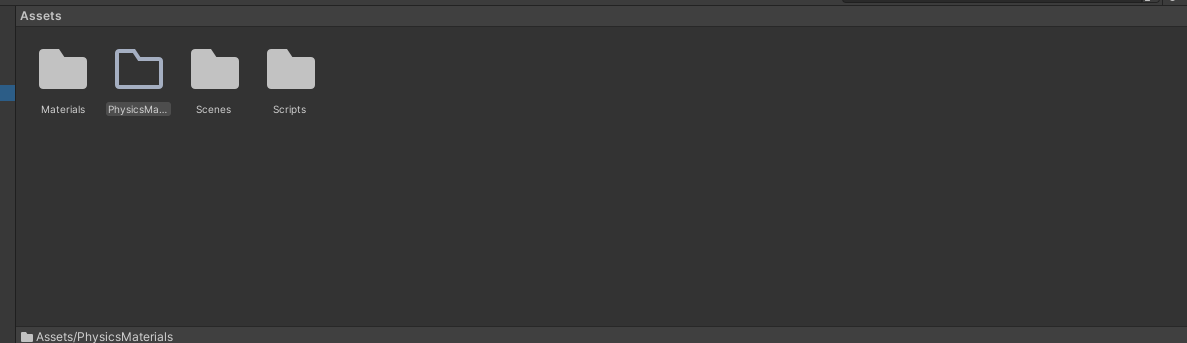 Assets
Materials
PhysicsMa...
Scenes
Scripts
Assets/PhysicsMaterials